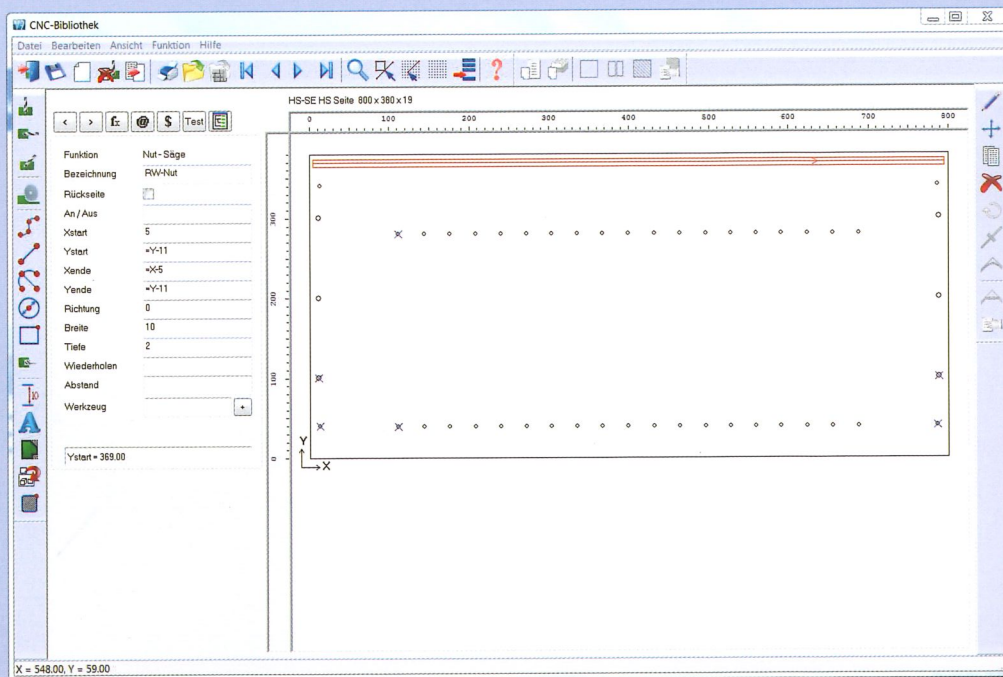 CNC-Bibliothek
Datei Bearbeiten Ansicht Funktion Hilfe
HS-SE HS Seite 800 x 380 x 19
< > fx @ $ Test
0 100 200 300 400 500 600 700 800
Funktion Nut-Säge
Bezeichnung RW-Nut
Rückseite
An / Aus
Xstart 5
Ystart =Y-11
Xende =X-5
Yende =Y-11
Richtung 0
Breite 10
Tiefe 2
Wiederholen
Abstand
Werkzeug +
Ystart = 369.00
300
200
100
0
Y
X
10
A
?
X = 548.00, Y = 59.00